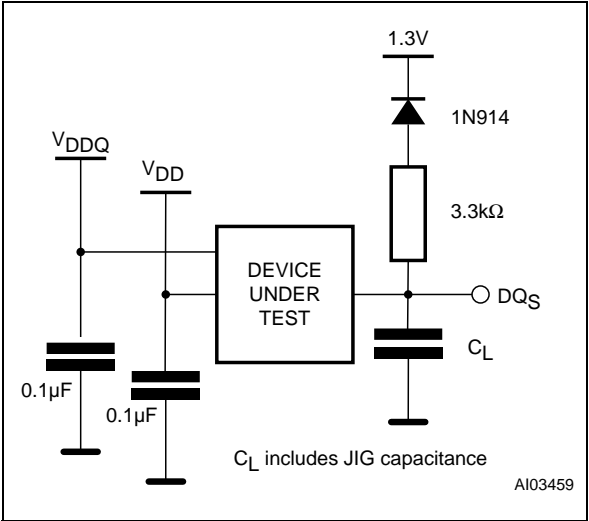 1.3V
1N914
VDDQ
VDD
3.3kΩ
DEVICE
UNDER
TEST
DQS
CL
0.1µF
0.1µF
CL includes JIG capacitance
AI03459